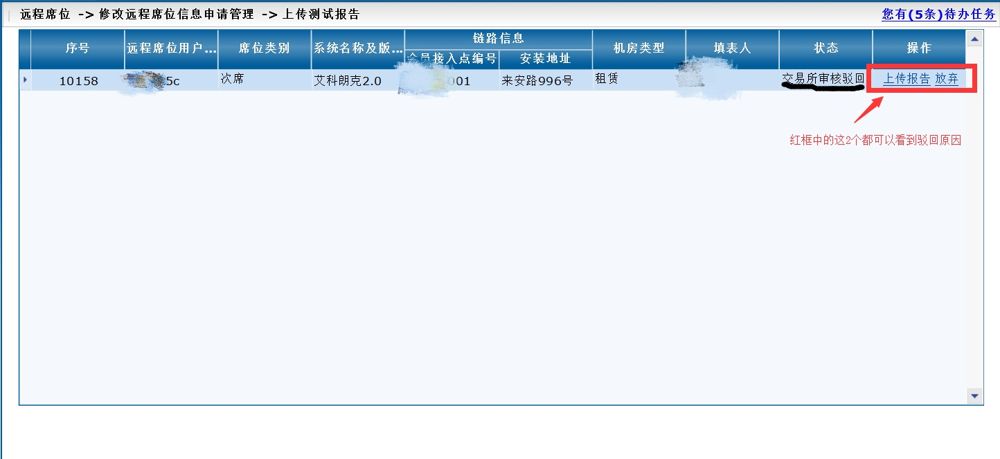 远程席位 -> 修改远程席位信息申请管理 -> 上传测试报告
您有(5条)待办任务
序号 远程席位用户... 席位类别 系统名称及版... 链路信息 机房类型 填表人 状态 操作
会员接入点编号 安装地址
10158 5c 次席 艾科朗克2.0 001 来安路996号 租赁 交易所审核驳回 上传报告 放弃
红框中的这2个都可以看到驳回原因